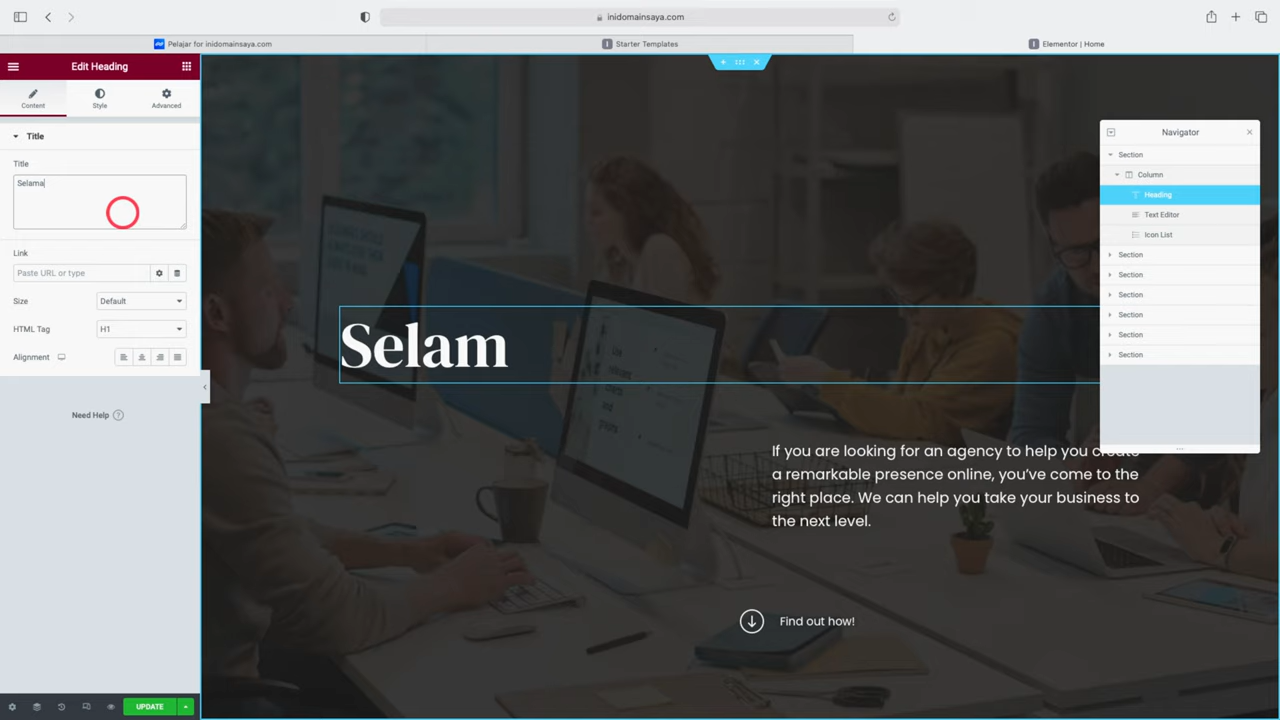 inidomainsaya.com
Pelajar for inidomainsaya.com
Starter Templates
Elementor | Home
Edit Heading
Content
Style
Advanced
Title
Title
Selama
Link
Paste URL or type
Size
Default
HTML Tag
H1
Alignment
Need Help
UPDATE
Selam
If you are looking for an agency to help you create
a remarkable presence online, you've come to the
right place. We can help you take your business to
the next level.
Find out how!
Navigator
Section
Column
Heading
Text Editor
Icon List
Section
Section
Section
Section
Section
Section